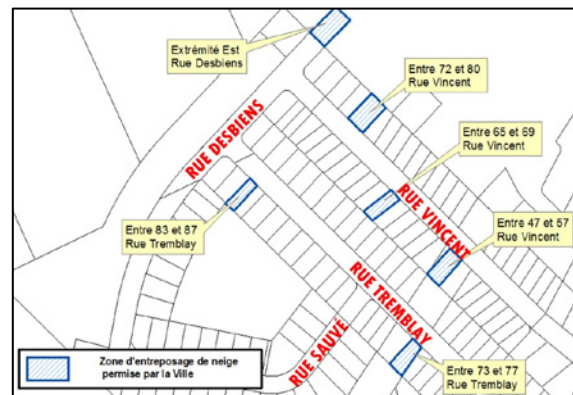 Extrémité Est
Rue Desbiens
Entre 72 et 80
Rue Vincent
Entre 65 et 69
Rue Vincent
RUE DESBIENS
RUE VINCENT
Entre 83 et 87
Rue Tremblay
Entre 47 et 57
Rue Vincent
RUE TREMBLAY
RUE SAUVÉ
Entre 73 et 77
Rue Tremblay
Zone d'entreposage de neige
permise par la Ville